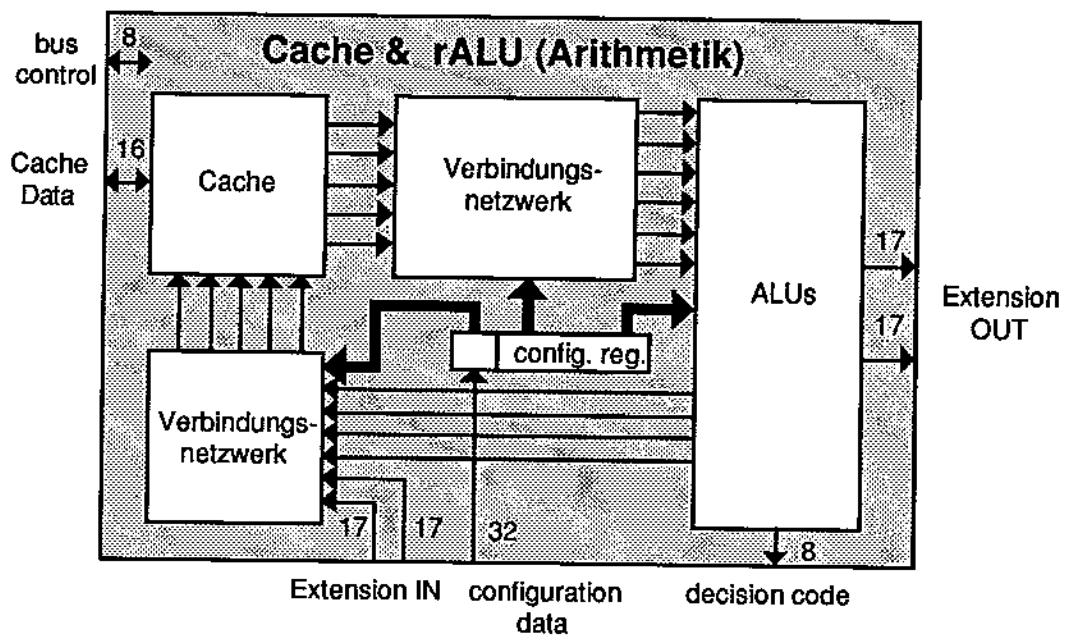 Cache & rALU (Arithmetik)
bus
control
8
Cache
Data
16
Cache
Verbindungs-
netzwerk
ALUs
17
17
Extension
OUT
config. reg.
Verbindungs-
netzwerk
17
17
32
8
Extension IN
configuration
data
decision code